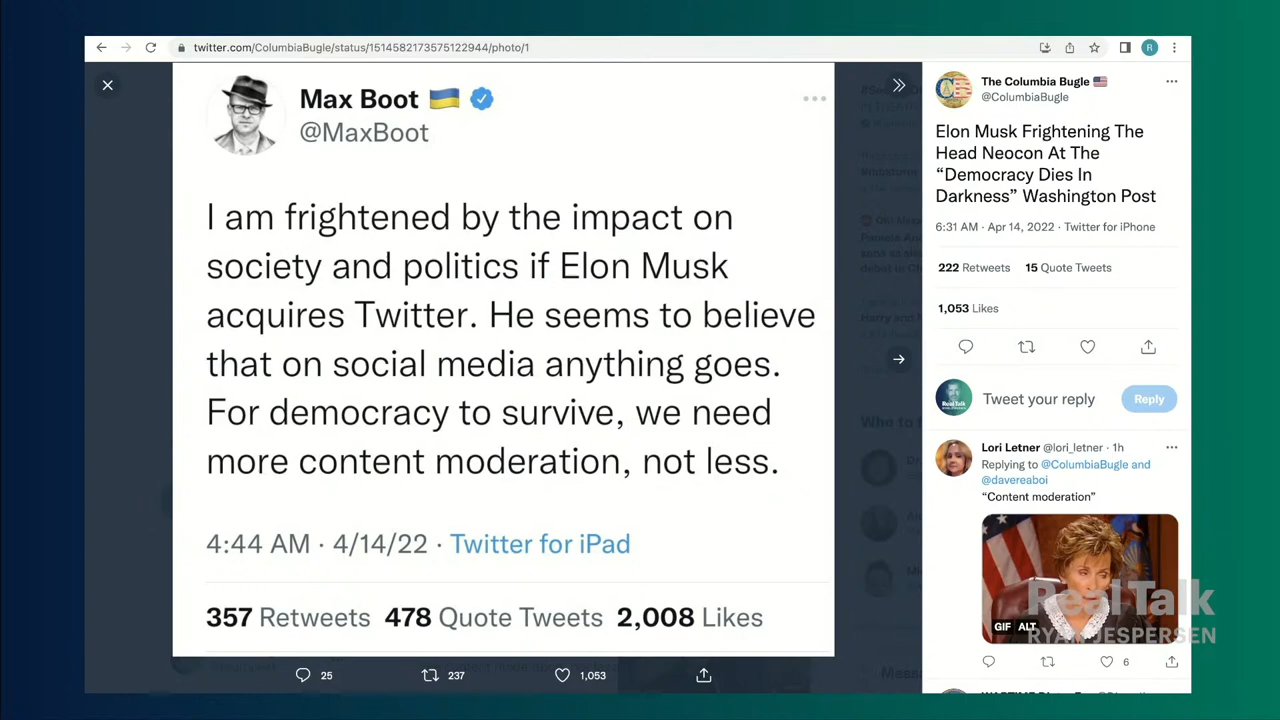 twitter.com/ColumbiaBugle/status/1514582173575122944/photo/1
R
Max Boot
@MaxBoot
I am frightened by the impact on
society and politics if Elon Musk
acquires Twitter. He seems to believe
that on social media anything goes.
For democracy to survive, we need
more content moderation, not less.
4:44 AM · 4/14/22 · Twitter for iPad
357 Retweets 478 Quote Tweets 2,008 Likes
25 237 1,053
The Columbia Bugle
@ColumbiaBugle
Elon Musk Frightening The
Head Neocon At The
“Democracy Dies In
Darkness” Washington Post
6:31 AM · Apr 14, 2022 · Twitter for iPhone
222 Retweets 15 Quote Tweets
1,053 Likes
Real Talk
Tweet your reply
Reply
Lori Letner @lori_letner · 1h
Replying to @ColumbiaBugle and
@davereaboi
“Content moderation”
GIF ALT
6
Real Talk
RYAN JESPERSEN